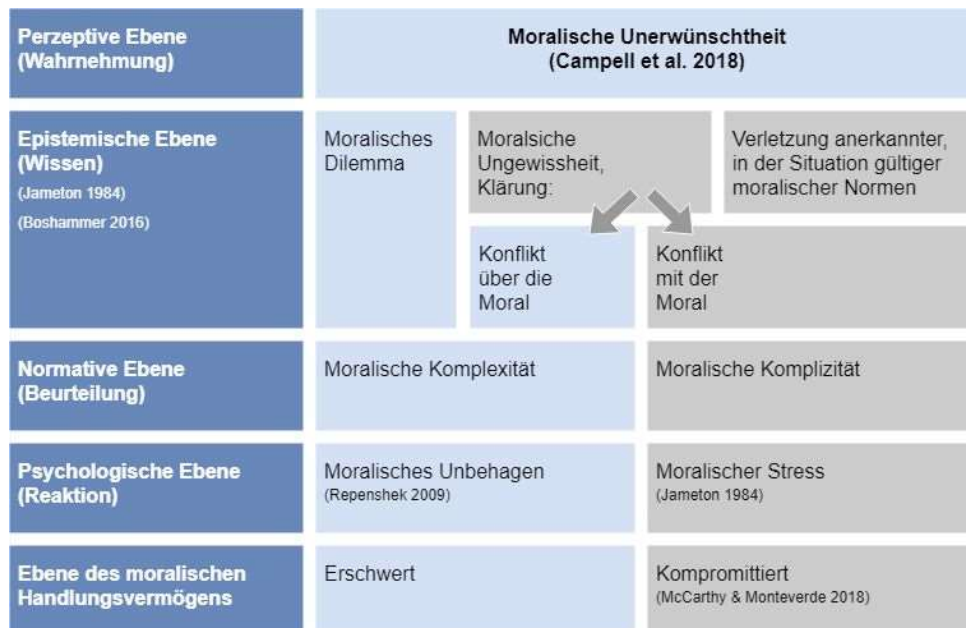 Perzeptive Ebene
(Wahrnehmung)
Moralische Unerwünschtheit
(Campell et al. 2018)
Epistemische Ebene
(Wissen)
(Jameton 1984)
(Boshammer 2016)
Moralisches
Dilemma
Moralsiche
Ungewissheit,
Klärung:
Verletzung anerkannter,
in der Situation gültiger
moralischer Normen
Konflikt
über die
Moral
Konflikt
mit der
Moral
Normative Ebene
(Beurteilung)
Moralische Komplexität
Moralische Komplizität
Psychologische Ebene
(Reaktion)
Moralisches Unbehagen
(Repenshek 2009)
Moralischer Stress
(Jameton 1984)
Ebene des moralischen
Handlungsvermögens
Erschwert
Kompromittiert
(McCarthy & Monteverde 2018)